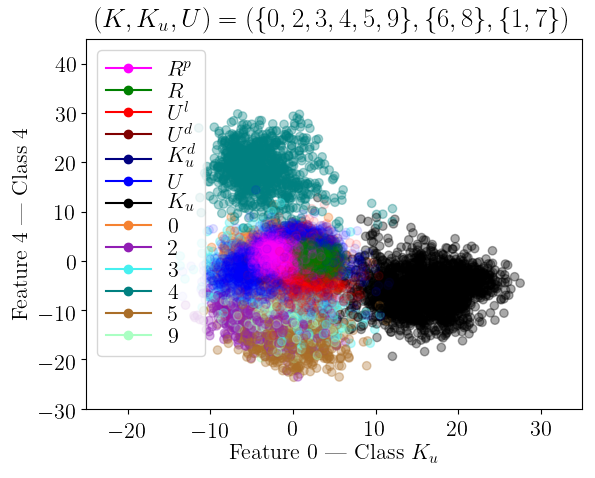 (K, K_u, U) = ({0, 2, 3, 4, 5, 9}, {6, 8}, {1, 7})
Feature 4 — Class 4
40
30
20
10
0
−10
−20
−30
R^p
R
U^l
U^d
K_u^d
U
K_u
0
2
3
4
5
9
−20 −10 0 10 20 30
Feature 0 — Class K_u